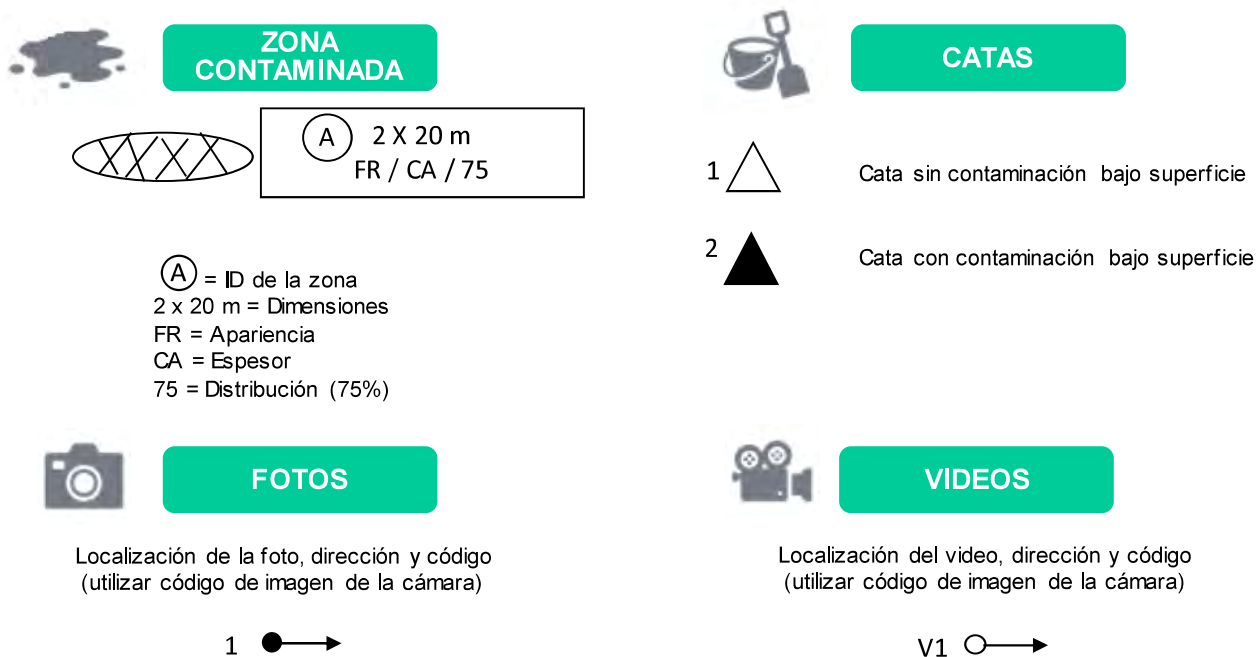 ZONA
CONTAMINADA
A 2 X 20 m
FR / CA / 75
A = ID de la zona
2 x 20 m = Dimensiones
FR = Apariencia
CA = Espesor
75 = Distribución (75%)
CATAS
1 Cata sin contaminación bajo superficie
2 Cata con contaminación bajo superficie
FOTOS
Localización de la foto, dirección y código
(utilizar código de imagen de la cámara)
1
VIDEOS
Localización del video, dirección y código
(utilizar código de imagen de la cámara)
V1